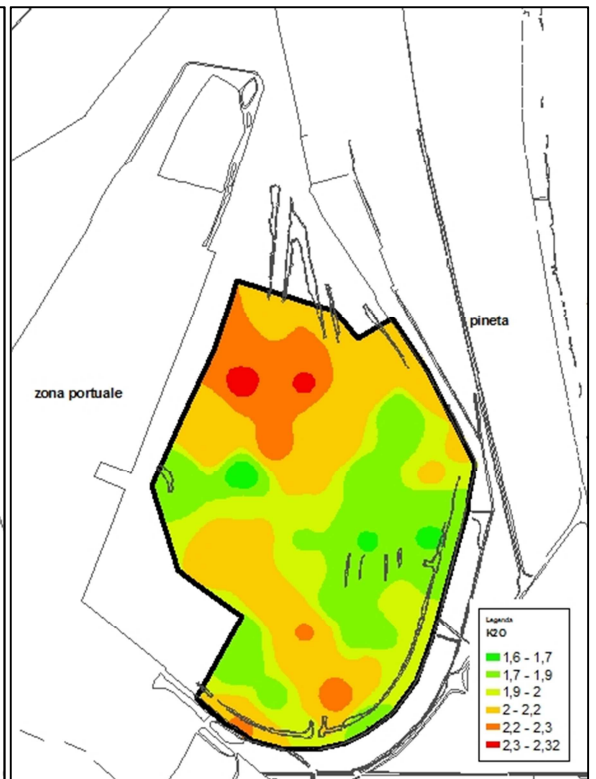 pineta
zona portuale
Legenda
K2O
1,6 - 1,7
1,7 - 1,9
1,9 - 2
2 - 2,2
2,2 - 2,3
2,3 - 2,32